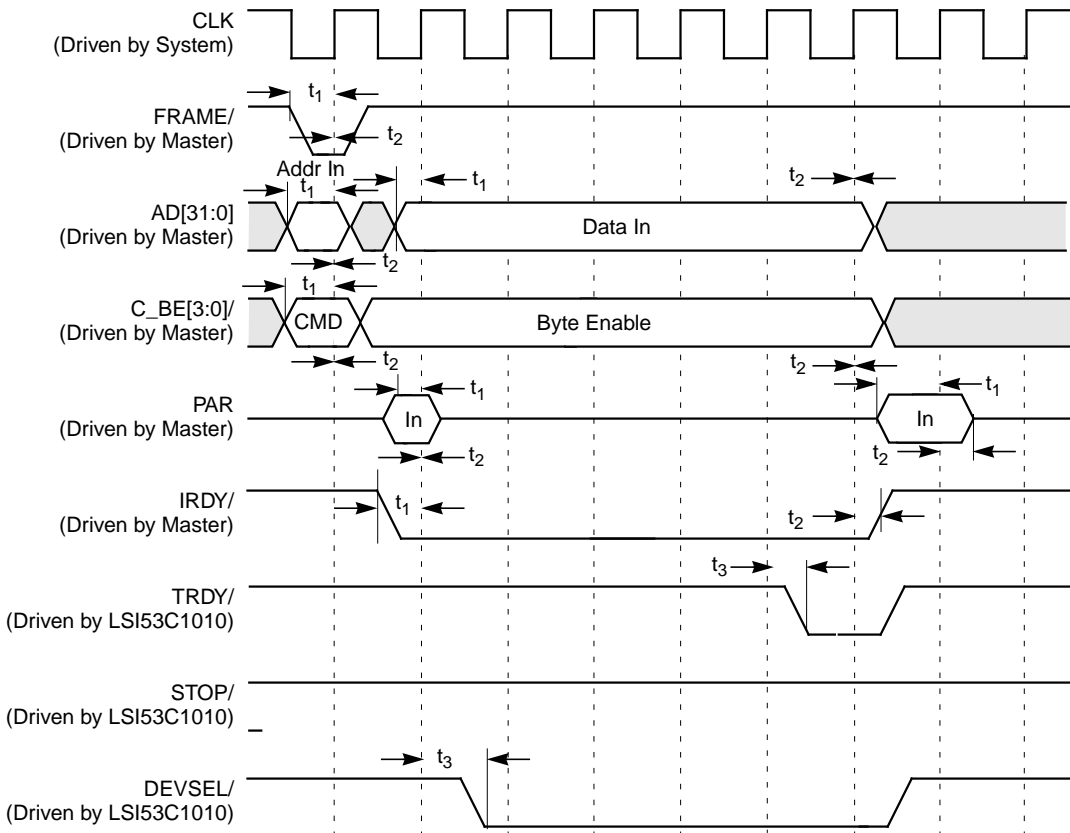 CLK
(Driven by System)
t1
FRAME/
(Driven by Master)
t2
Addr In
t1
t1
t2
AD[31:0]
(Driven by Master)
Data In
t2
t1
C_BE[3:0]/
(Driven by Master)
CMD
Byte Enable
t2
t2
t1
t1
PAR
(Driven by Master)
In
In
t2
t2
IRDY/
(Driven by Master)
t1
t2
t3
TRDY/
(Driven by LSI53C1010)
STOP/
(Driven by LSI53C1010)
t3
DEVSEL/
(Driven by LSI53C1010)